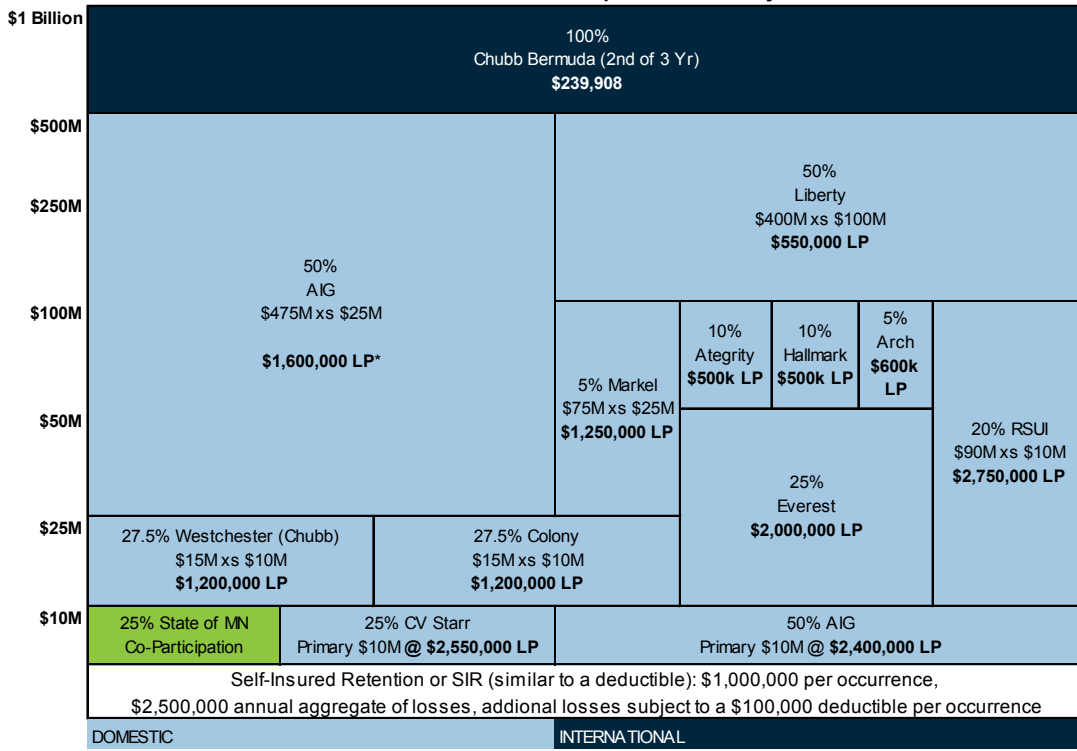 $1 Billion
100%
Chubb Bermuda (2nd of 3 Yr)
$239,908
$500M
$250M
50%
Liberty
$400M xs $100M
$550,000 LP
50%
AIG
$475M xs $25M
$1,600,000 LP*
$100M
5% Markel
$75M xs $25M
$1,250,000 LP
10%
Ategrity
$500k LP
10%
Hallmark
$500k LP
5%
Arch
$600k
LP
20% RSUI
$90M xs $10M
$2,750,000 LP
$50M
25%
Everest
$2,000,000 LP
$25M
27.5% Westchester (Chubb)
$15M xs $10M
$1,200,000 LP
27.5% Colony
$15M xs $10M
$1,200,000 LP
$10M
25% State of MN
Co-Participation
25% CV Starr
Primary $10M @ $2,550,000 LP
50% AIG
Primary $10M @ $2,400,000 LP
Self-Insured Retention or SIR (similar to a deductible): $1,000,000 per occurrence,
$2,500,000 annual aggregate of losses, addional losses subject to a $100,000 deductible per occurrence
DOMESTIC
INTERNATIONAL